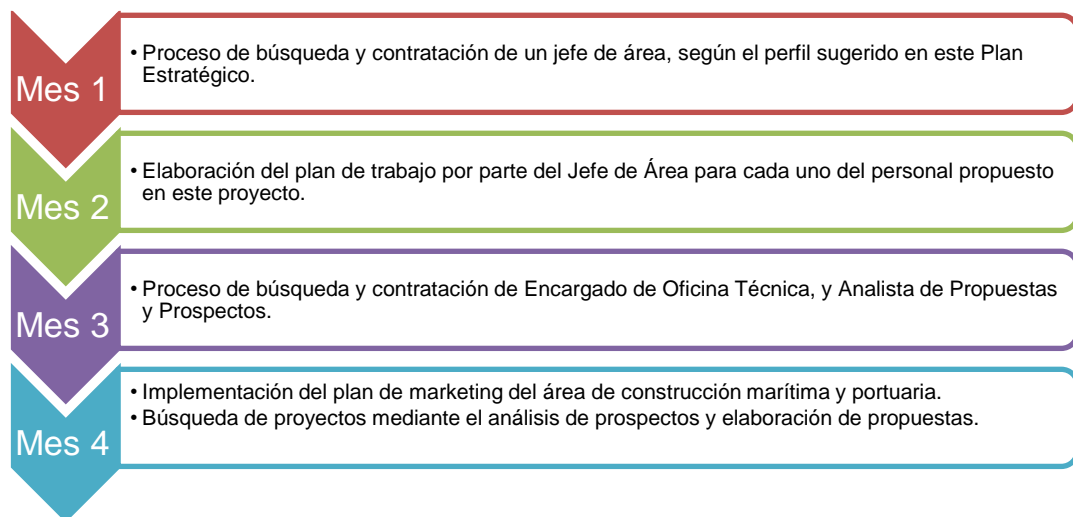 Mes 1
• Proceso de búsqueda y contratación de un jefe de área, según el perfil sugerido en este Plan
Estratégico.
Mes 2
• Elaboración del plan de trabajo por parte del Jefe de Área para cada uno del personal propuesto
en este proyecto.
Mes 3
• Proceso de búsqueda y contratación de Encargado de Oficina Técnica, y Analista de Propuestas
y Prospectos.
Mes 4
• Implementación del plan de marketing del área de construcción marítima y portuaria.
• Búsqueda de proyectos mediante el análisis de prospectos y elaboración de propuestas.